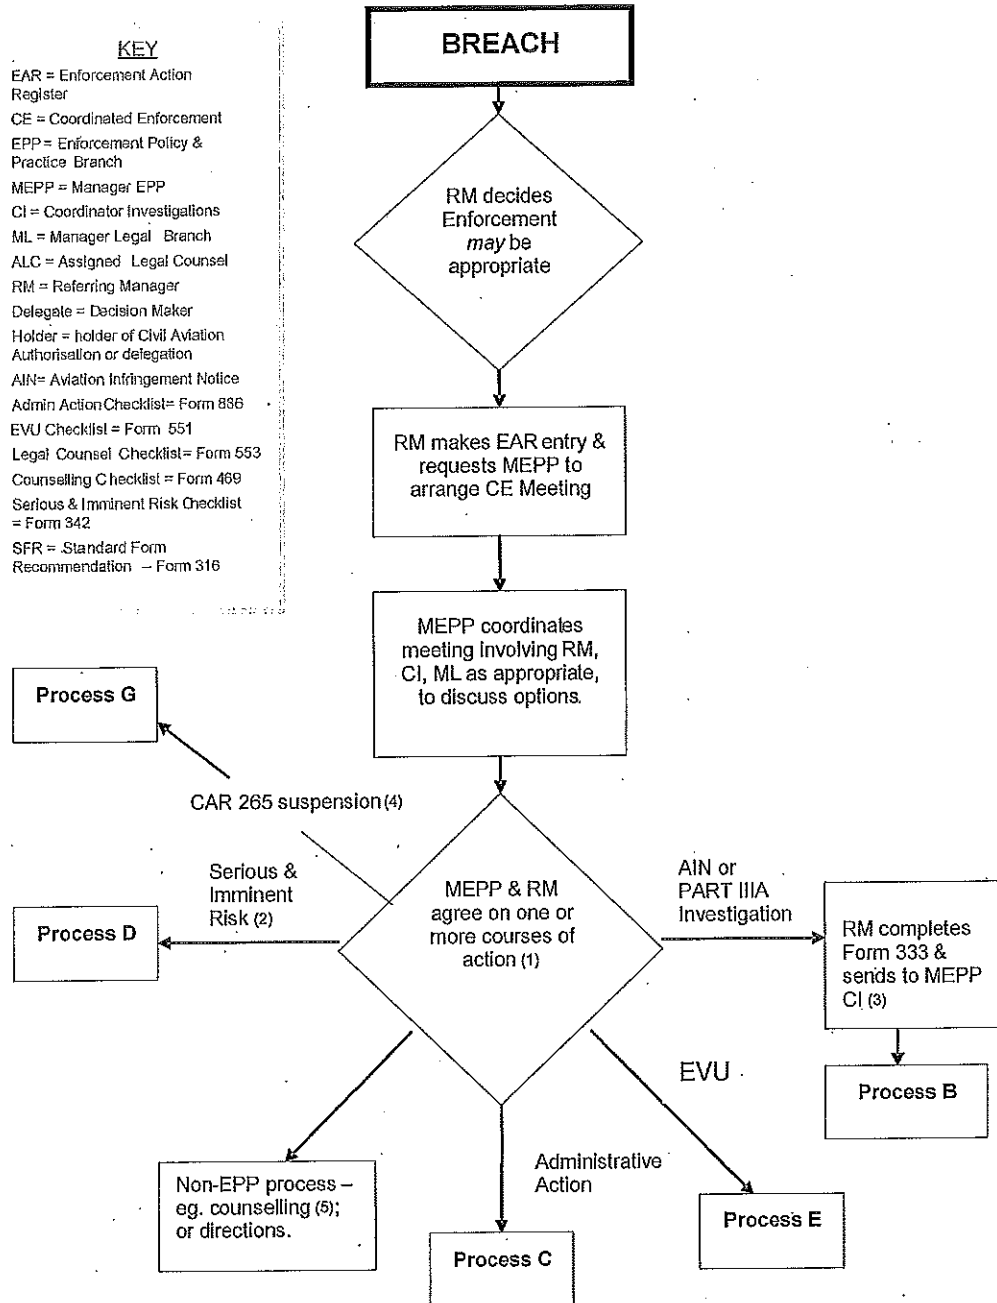 KEY
EAR = Enforcement Action
Register
CE = Coordinated Enforcement
EPP = Enforcement Policy &
Practice Branch
MEPP = Manager EPP
CI = Coordinator Investigations
ML = Manager Legal Branch
ALC = Assigned Legal Counsel
RM = Referring Manager
Delegate = Decision Maker
Holder = holder of Civil Aviation
Authorisation or delegation
AIN= Aviation Infringement Notice
Admin Action Checklist= Form 886
EVU Checklist = Form 551
Legal Counsel Checklist= Form 553
Counselling Checklist = Form 469
Serious & Imminent Risk Checklist
= Form 342
SFR = Standard Form
Recommendation – Form 316
BREACH
RM decides
Enforcement
may be
appropriate
RM makes EAR entry &
requests MEPP to
arrange CE Meeting
MEPP coordinates
meeting involving RM,
CI, ML as appropriate,
to discuss options.
Process G
CAR 265 suspension (4)
Serious &
Imminent
Risk (2)
Process D
MEPP & RM
agree on one or
more courses of
action (1)
AIN or
PART IIIA
Investigation
RM completes
Form 333 &
sends to MEPP
CI (3)
Process B
EVU
Process E
Administrative
Action
Process C
Non-EPP process –
eg. counselling (5);
or directions.